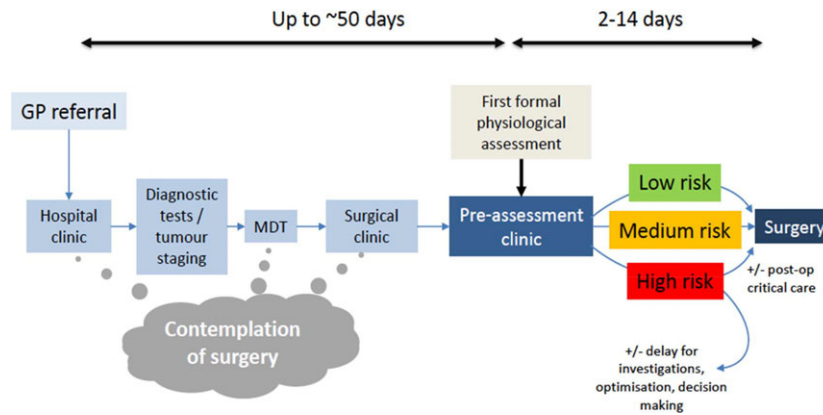 Up to ~50 days
2-14 days
GP referral
First formal
physiological
assessment
Hospital
clinic
Diagnostic
tests /
tumour
staging
MDT
Surgical
clinic
Pre-assessment
clinic
Low risk
Medium risk
High risk
Surgery
+/- post-op
critical care
Contemplation
of surgery
+/- delay for
investigations,
optimisation, decision
making